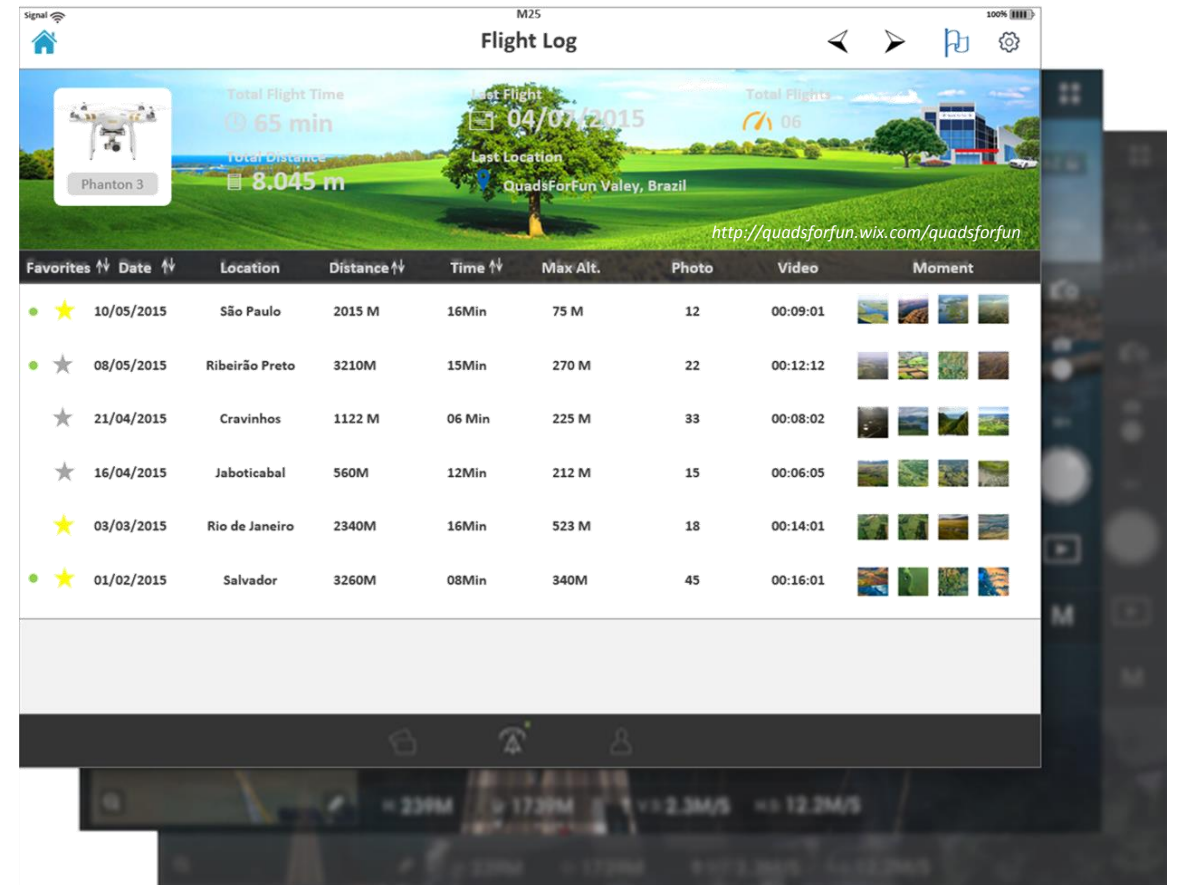 Signal M25 100%
Flight Log
Total Flight Time Last Flight Total Flights
65 min 04/07/2015 06
Total Distance Last Location
8.045 m QuadsForFun Valey, Brazil
Phanton 3
http://quadsforfun.wix.com/quadsforfun
Favorites Date Location Distance Time Max Alt. Photo Video Moment
10/05/2015 São Paulo 2015 M 16Min 75 M 12 00:09:01
08/05/2015 Ribeirão Preto 3210M 15Min 270 M 22 00:12:12
21/04/2015 Cravinhos 1122 M 06 Min 225 M 33 00:08:02
16/04/2015 Jaboticabal 560M 12Min 212 M 15 00:06:05
03/03/2015 Rio de Janeiro 2340M 16Min 523 M 18 00:14:01
01/02/2015 Salvador 3260M 08Min 340M 45 00:16:01
M
M
239M 1739M 2.3M/S 12.2M/S